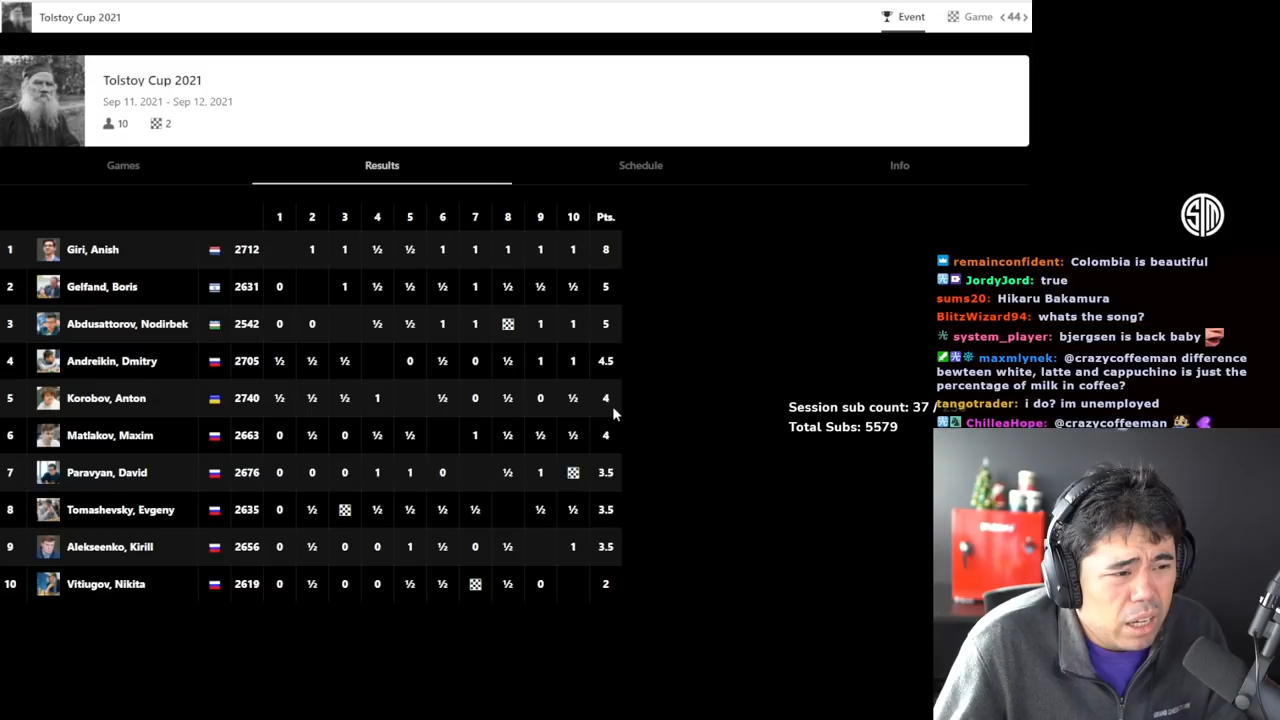 Tolstoy Cup 2021 Event Game 44
Tolstoy Cup 2021
Sep 11, 2021 - Sep 12, 2021
10 2
Games Results Schedule Info
1 2 3 4 5 6 7 8 9 10 Pts.
1 Giri, Anish 2712 1 1 ½ ½ 1 1 1 1 1 8
2 Gelfand, Boris 2631 0 1 ½ ½ ½ 1 ½ ½ ½ 5
3 Abdusattorov, Nodirbek 2542 0 0 ½ ½ 1 1 1 1 5
4 Andreikin, Dmitry 2705 ½ ½ ½ 0 ½ 0 ½ 1 1 4.5
5 Korobov, Anton 2740 ½ ½ ½ 1 ½ 0 ½ 0 ½ 4
6 Matlakov, Maxim 2663 0 ½ 0 ½ ½ 1 ½ ½ ½ 4
7 Paravyan, David 2676 0 0 0 1 1 0 ½ 1 3.5
8 Tomashevsky, Evgeny 2635 0 ½ ½ ½ ½ ½ ½ ½ 3.5
9 Alekseenko, Kirill 2656 0 ½ 0 0 1 ½ 0 ½ 1 3.5
10 Vitiugov, Nikita 2619 0 ½ 0 0 ½ ½ ½ 0 2
Session sub count: 37 /
Total Subs: 5579
TSM
remainconfident: Colombia is beautiful
JordyJord: true
sums20: Hikaru Bakamura
BlitzWizard94: whats the song?
system_player: bjergsen is back baby
maxmlynek: @crazycoffeeman difference
bewteen white, latte and cappuchino is just the
percentage of milk in coffee?
tangotrader: i do? im unemployed
ChilleaHope: @crazycoffeeman